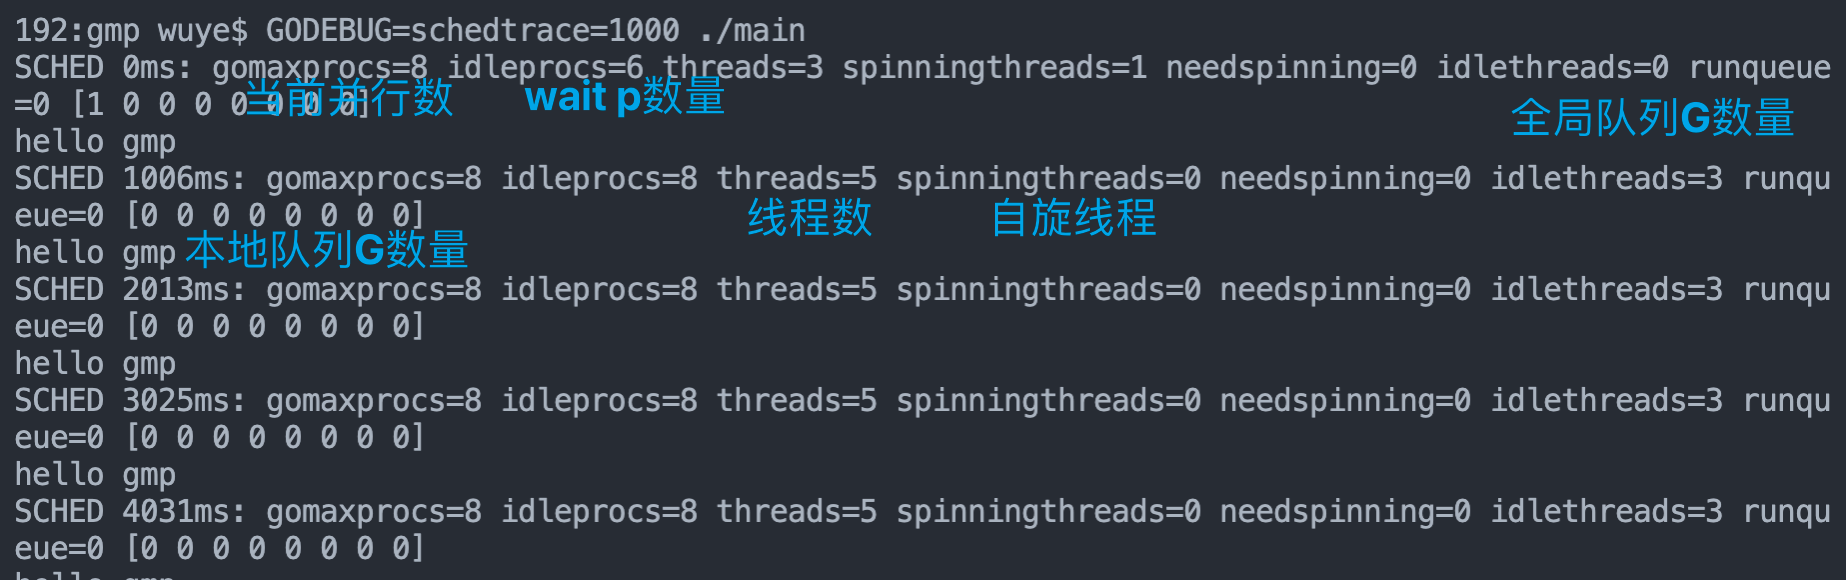 192:gmp wuye$ GODEBUG=schedtrace=1000 ./main
SCHED 0ms: gomaxprocs=8 idleprocs=6 threads=3 spinningthreads=1 needspinning=0 idlethreads=0 runqueue
=0 [1 0 0 0 0 0 0 0]
当前并行数 wait p数量 全局队列G数量
hello gmp
SCHED 1006ms: gomaxprocs=8 idleprocs=8 threads=5 spinningthreads=0 needspinning=0 idlethreads=3 runqu
eue=0 [0 0 0 0 0 0 0 0]
线程数 自旋线程
hello gmp 本地队列G数量
SCHED 2013ms: gomaxprocs=8 idleprocs=8 threads=5 spinningthreads=0 needspinning=0 idlethreads=3 runqu
eue=0 [0 0 0 0 0 0 0 0]
hello gmp
SCHED 3025ms: gomaxprocs=8 idleprocs=8 threads=5 spinningthreads=0 needspinning=0 idlethreads=3 runqu
eue=0 [0 0 0 0 0 0 0 0]
hello gmp
SCHED 4031ms: gomaxprocs=8 idleprocs=8 threads=5 spinningthreads=0 needspinning=0 idlethreads=3 runqu
eue=0 [0 0 0 0 0 0 0 0]
hello gmp